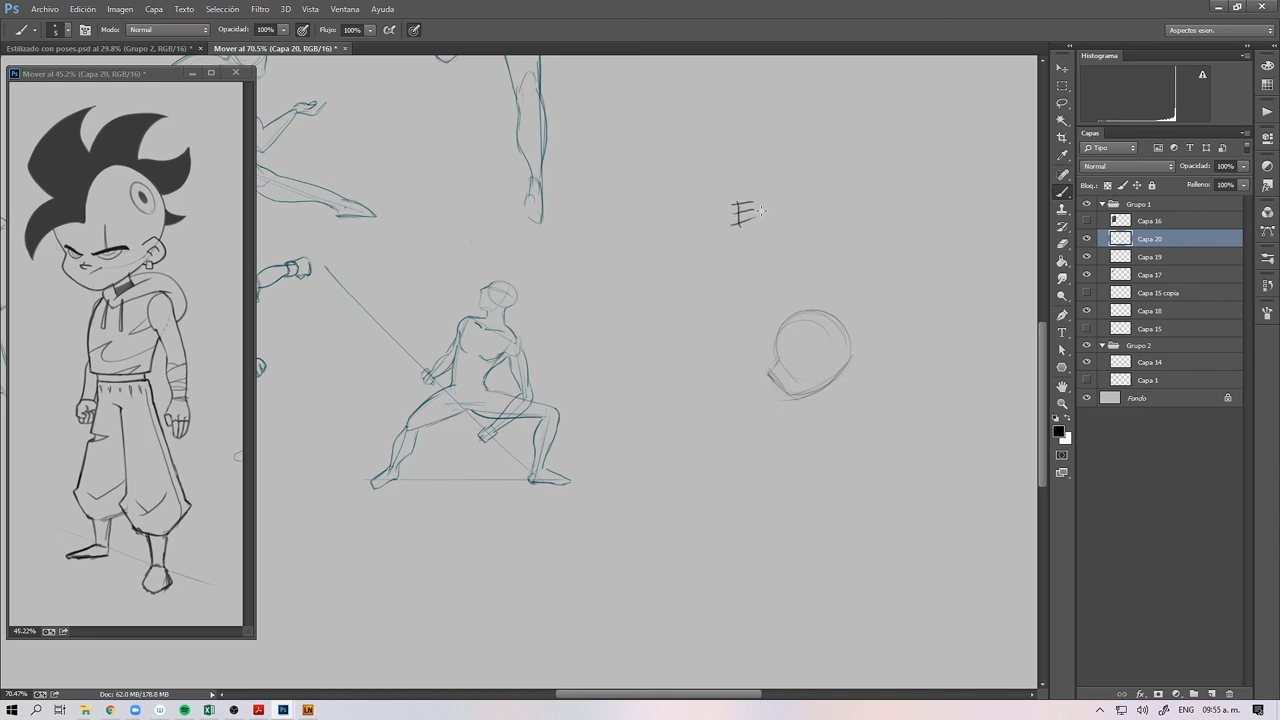 Ps Archivo Edición Imagen Capa Texto Selección Filtro 3D Vista Ventana Ayuda
5 Modo: Normal Opacidad: 100% Flujo: 100% Aspectos esen.
Estilizado con poses.psd al 29.8% (Grupo 2, RGB/16) * × Mover al 70.5% (Capa 20, RGB/16) * ×
Histograma
Ps Mover al 45.2% (Capa 20, RGB/16) *
Capas
Tipo
Normal Opacidad: 100%
Bloq.: Relleno: 100%
Grupo 1
Capa 16
E
Capa 20
Capa 19
Capa 17
Capa 15 copia
Capa 18
Capa 15
Grupo 2
Capa 14
Capa 1
Fondo
45.22%
70.47% Doc: 62.0 MB/178.8 MB
ENG 09:55 a. m.